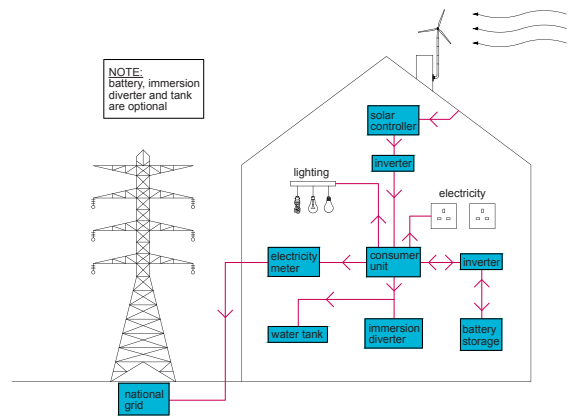 NOTE:
battery, immersion
diverter and tank
are optional
solar
controller
inverter
lighting
electricity
electricity
meter
consumer
unit
inverter
water tank
immersion
diverter
battery
storage
national
grid